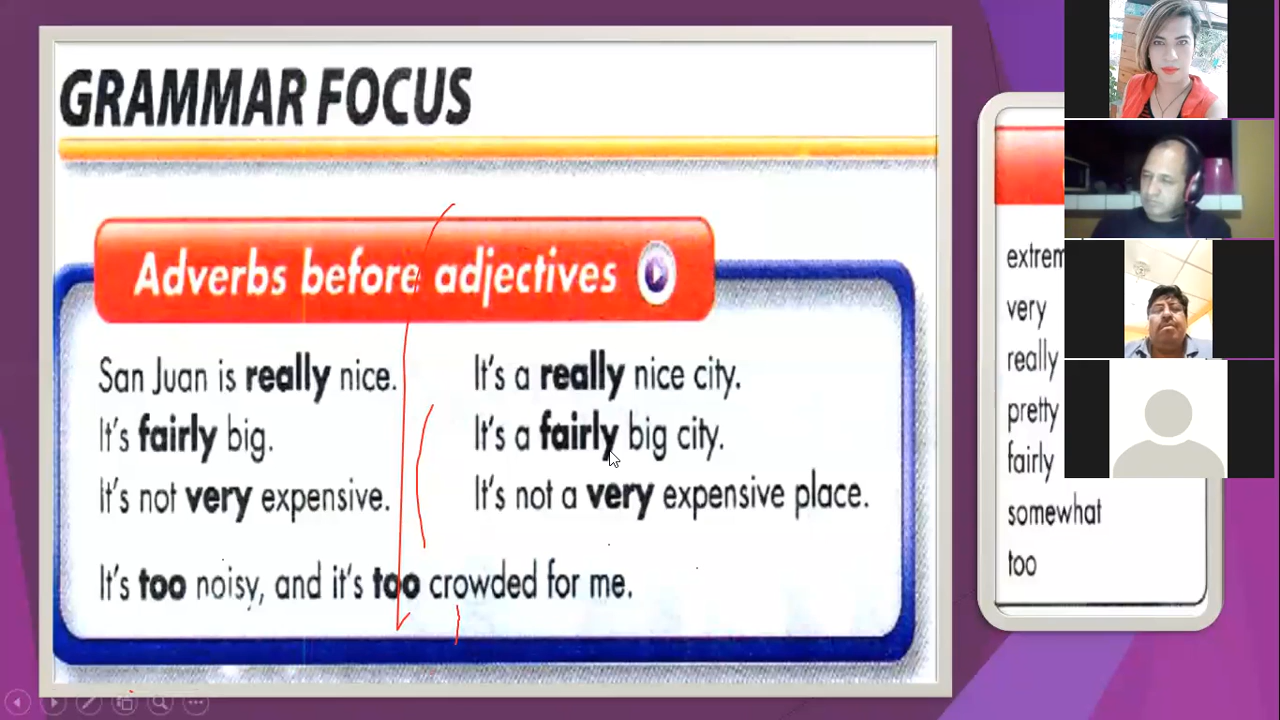 GRAMMAR FOCUS
Adverbs before adjectives
San Juan is really nice.
It's fairly big.
It's not very expensive.
It's a really nice city.
It's a fairly big city.
It's not a very expensive place.
It's too noisy, and it's too crowded for me.
extrem
very
really
pretty
fairly
somewhat
too